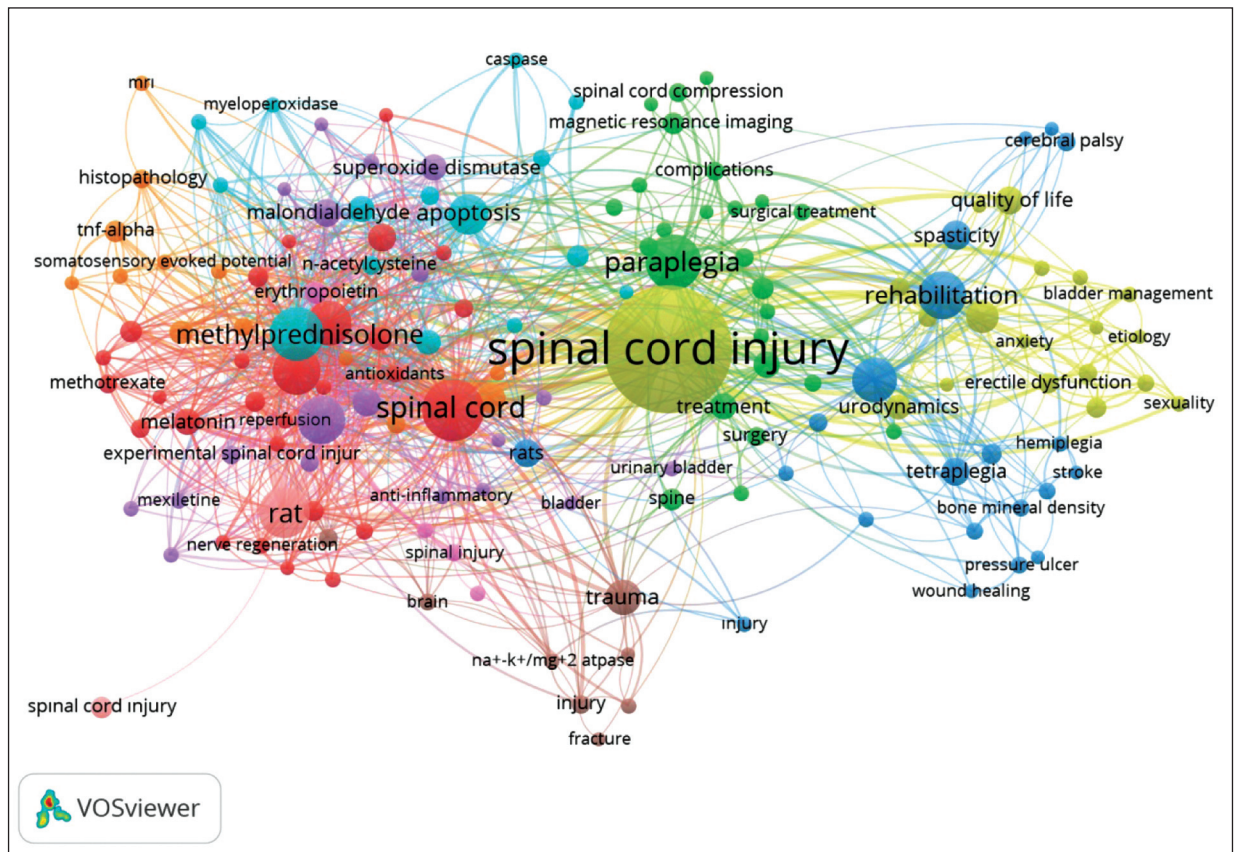 caspase
mrı
spinal cord compression
myeloperoxidase
magnetic resonance imaging
cerebral palsy
superoxide dismutase
complications
histopathology
quality of life
malondialdehyde
apoptosis
surgical treatment
tnf-alpha
spasticity
somatosensory evoked potential
n-acetylcysteine
paraplegia
erythropoietin
rehabilitation
bladder management
methylprednisolone
spinal cord injury
anxiety
etiology
antioxidants
methotrexate
erectile dysfunction
spinal cord
treatment
urodynamics
sexuality
melatonin
reperfusion
surgery
hemiplegia
experimental spinal cord injur
rats
urinary bladder
tetraplegia
stroke
mexiletine
anti-inflammatory
bladder
spine
bone mineral density
rat
nerve regeneration
spinal injury
pressure ulcer
wound healing
brain
trauma
ınjury
na+-k+/mg+2 atpase
spınal cord ınjury
injury
fracture
VOSviewer